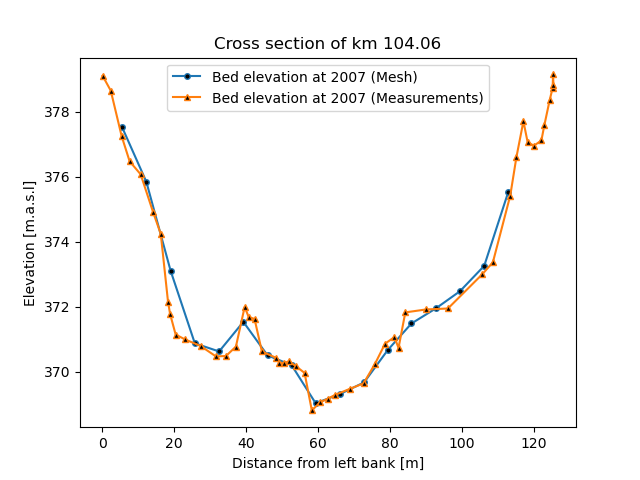 Cross section of km 104.06
Bed elevation at 2007 (Mesh)
Bed elevation at 2007 (Measurements)
Elevation [m.a.s.l]
378
376
374
372
370
0 20 40 60 80 100 120
Distance from left bank [m]